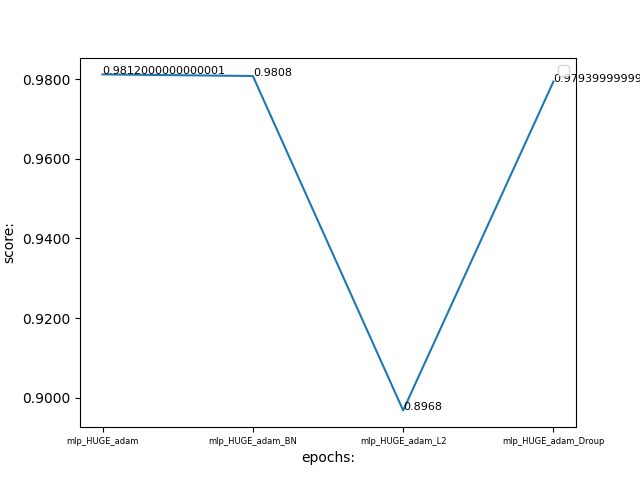 0.9800
0.9600
0.9400
0.9200
0.9000
score:
0.9812000000000001
0.9808
0.8968
0.97939999999
mlp_HUGE_adam
mlp_HUGE_adam_BN
mlp_HUGE_adam_L2
mlp_HUGE_adam_Droup
epochs: